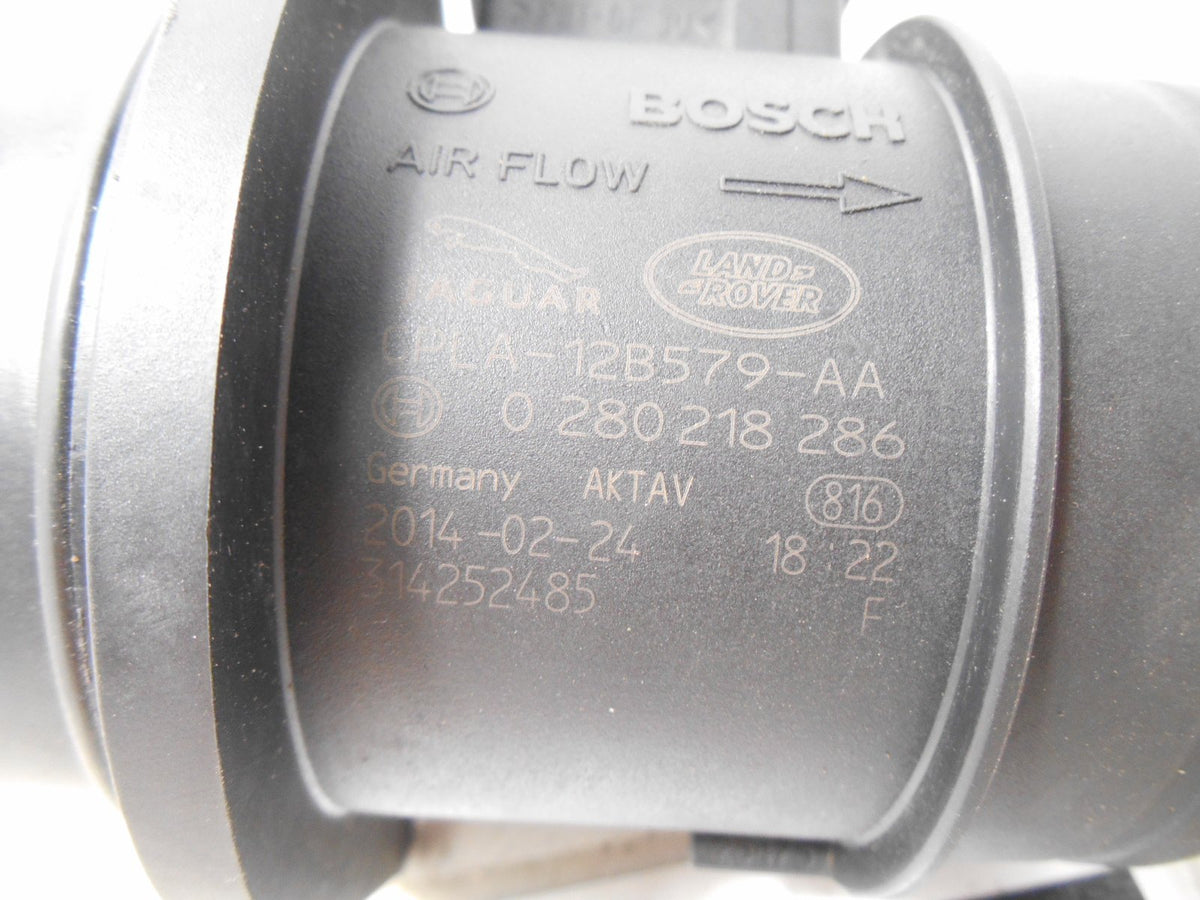 BOSCH
AIR FLOW
JAGUAR
LAND-
-ROVER
CPLA-12B579-AA
0 280 218 286
Germany AKTAV 816
2014-02-24 18:22
314252485 F